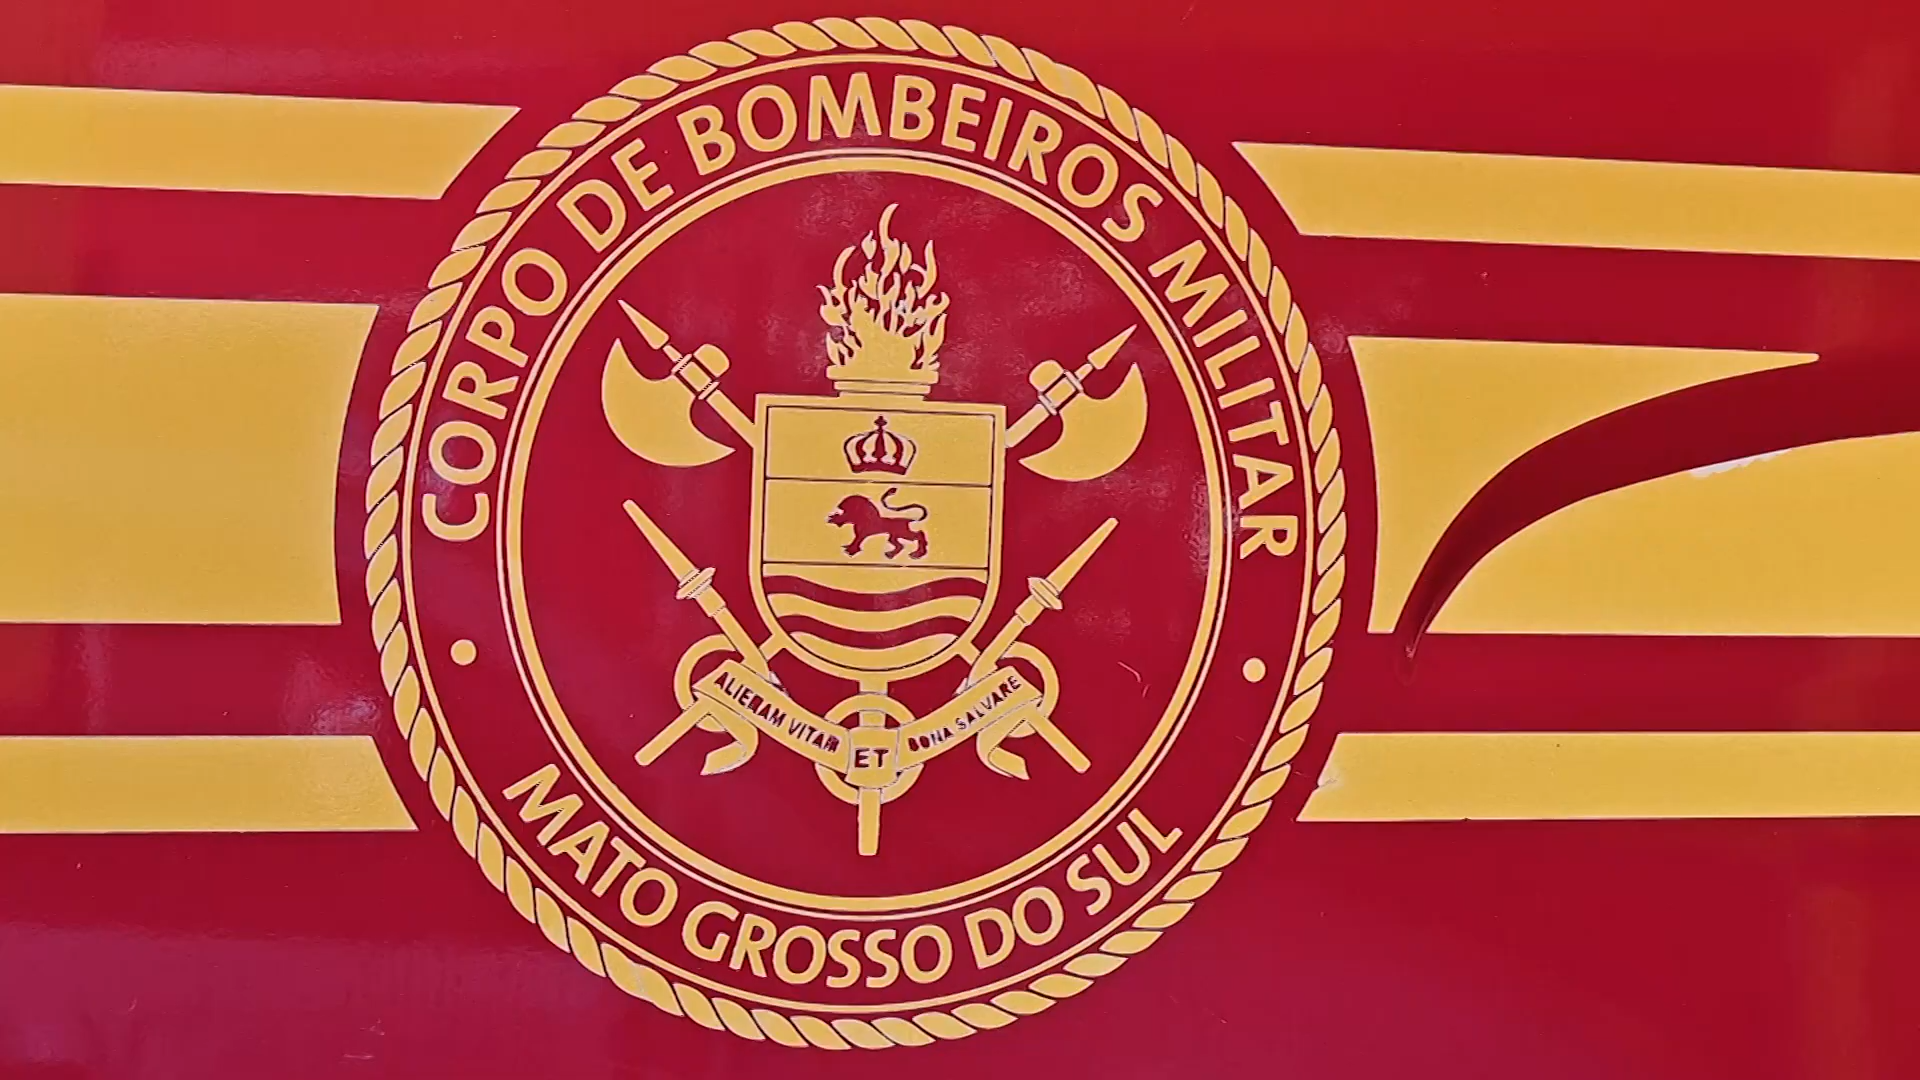 CORPO DE BOMBEIROS MILITAR
ALIENAM VITAM ET BONA SALVARE
MATO GROSSO DO SUL